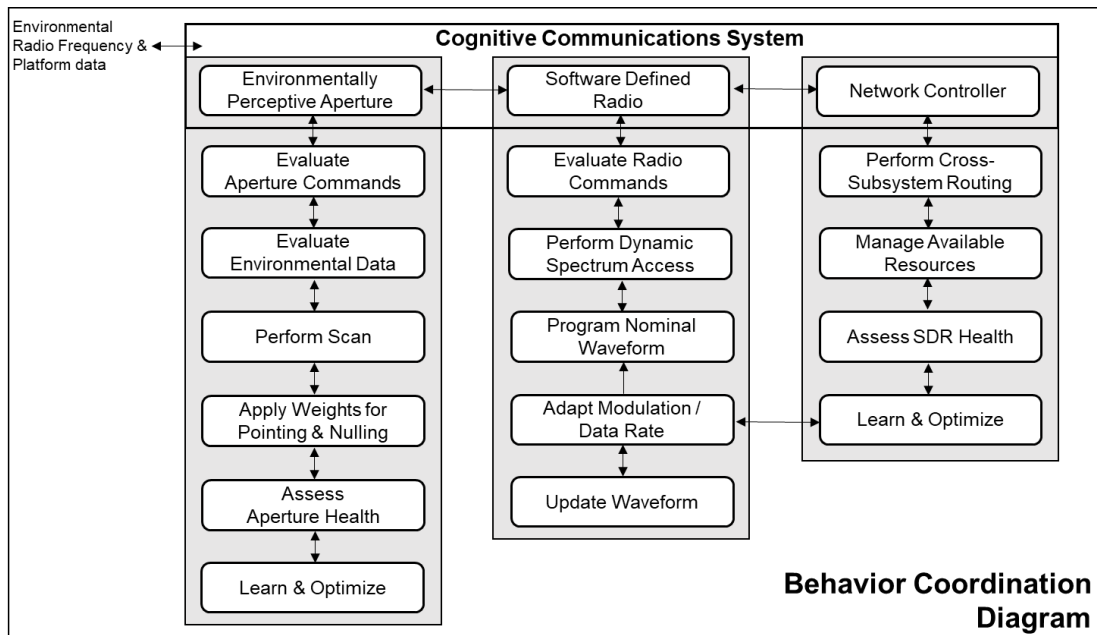 Environmental
Radio Frequency &
Platform data
Cognitive Communications System
Environmentally
Perceptive Aperture
Evaluate
Aperture Commands
Evaluate
Environmental Data
Perform Scan
Apply Weights for
Pointing & Nulling
Assess
Aperture Health
Learn & Optimize
Software Defined
Radio
Evaluate Radio
Commands
Perform Dynamic
Spectrum Access
Program Nominal
Waveform
Adapt Modulation /
Data Rate
Update Waveform
Network Controller
Perform Cross-
Subsystem Routing
Manage Available
Resources
Assess SDR Health
Learn & Optimize
Behavior Coordination
Diagram